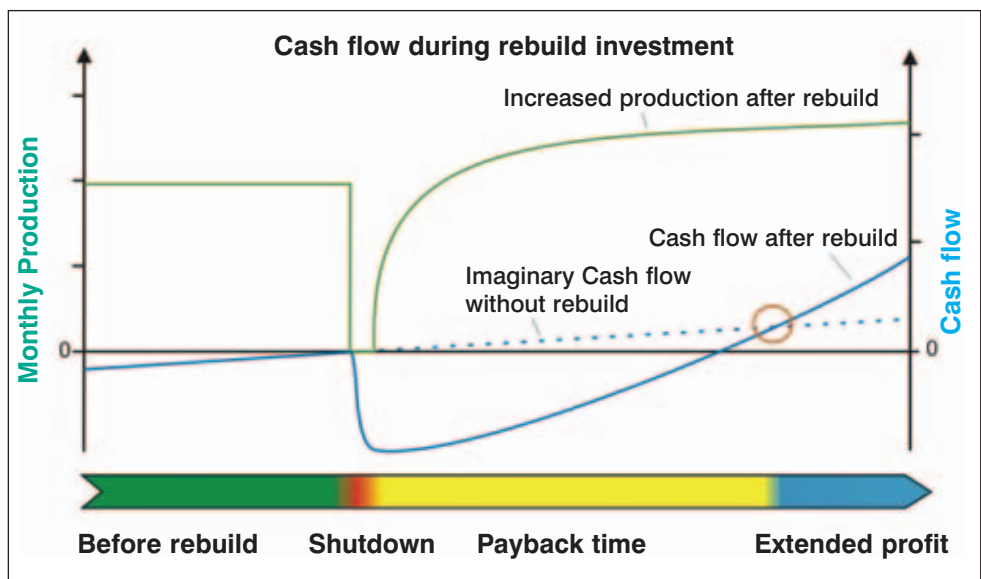 Cash flow during rebuild investment
Increased production after rebuild
Monthly Production
Cash flow after rebuild
Imaginary Cash flow
without rebuild
Cash flow
0
0
Before rebuild
Shutdown
Payback time
Extended profit